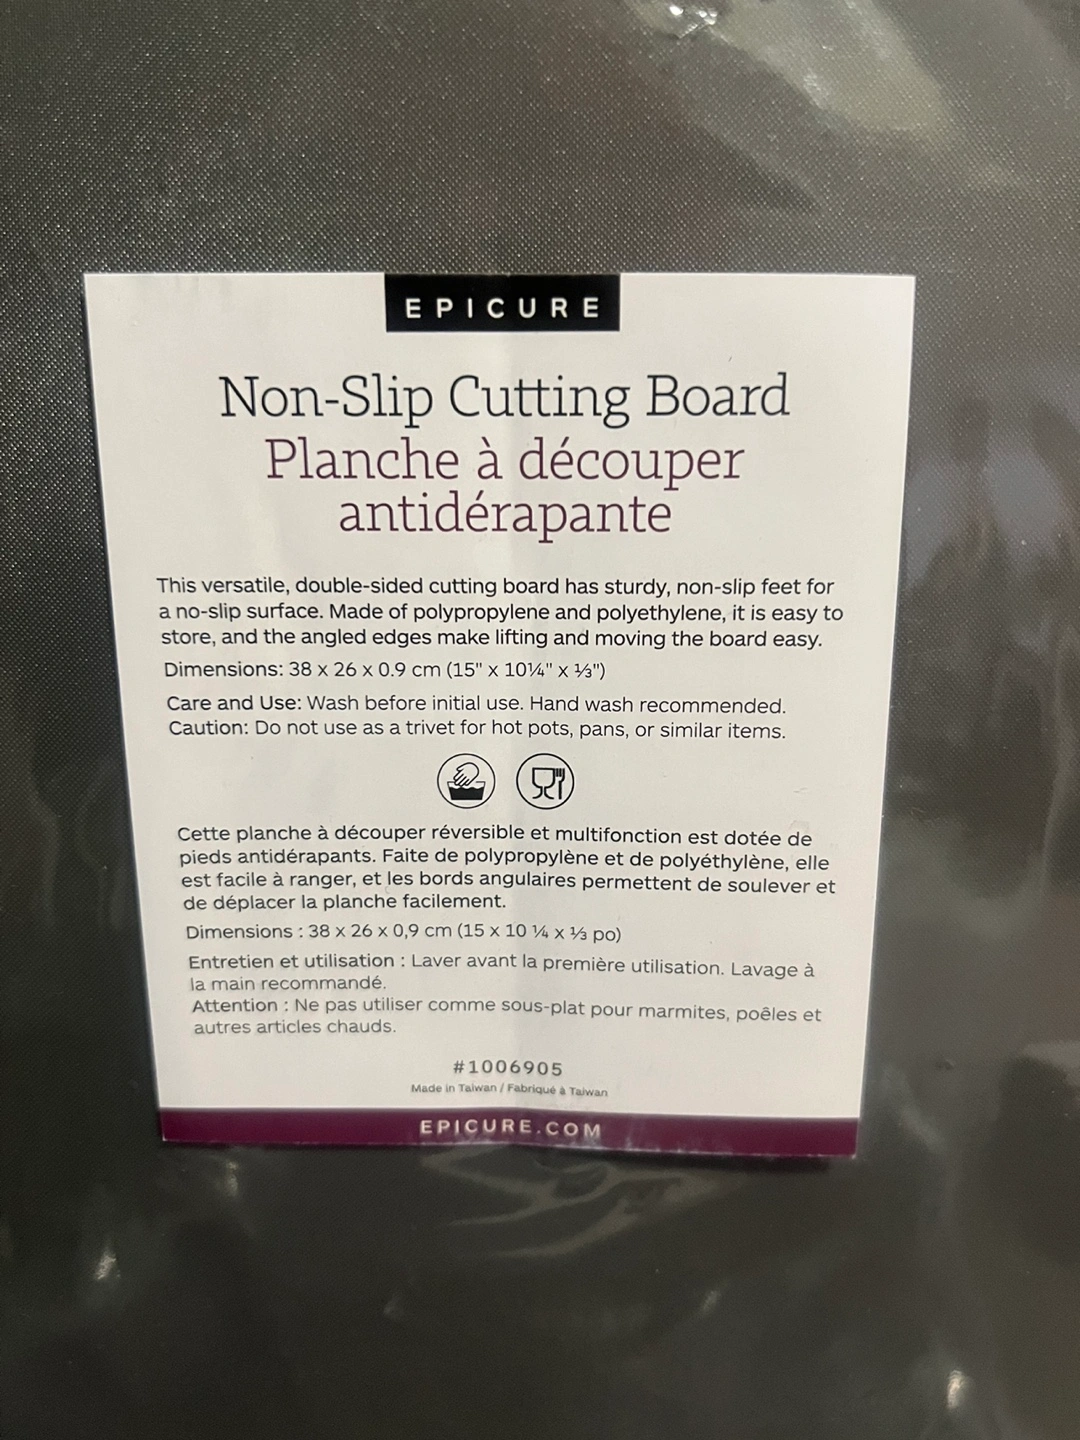 EPICURE
Non-Slip Cutting Board
Planche à découper
antidérapante
This versatile, double-sided cutting board has sturdy, non-slip feet for
a no-slip surface. Made of polypropylene and polyethylene, it is easy to
store, and the angled edges make lifting and moving the board easy.
Dimensions: 38 x 26 x 0.9 cm (15" x 10¼" x ⅓")
Care and Use: Wash before initial use. Hand wash recommended.
Caution: Do not use as a trivet for hot pots, pans, or similar items.
Cette planche à découper réversible et multifonction est dotée de
pieds antidérapants. Faite de polypropylène et de polyéthylène, elle
est facile à ranger, et les bords angulaires permettent de soulever et
de déplacer la planche facilement.
Dimensions : 38 x 26 x 0,9 cm (15 x 10 ¼ x ⅓ po)
Entretien et utilisation : Laver avant la première utilisation. Lavage à
la main recommandé.
Attention : Ne pas utiliser comme sous-plat pour marmites, poêles et
autres articles chauds.
#1006905
Made in Taiwan / Fabriqué à Taiwan
EPICURE.COM